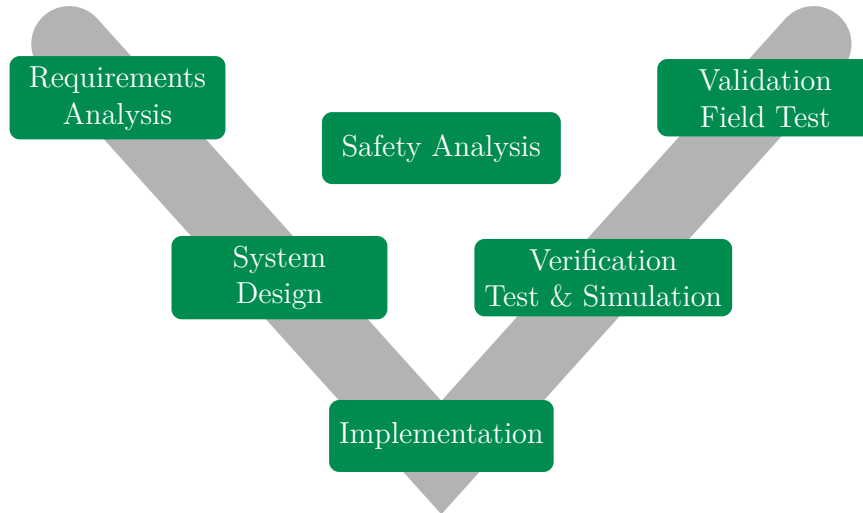 Requirements
Analysis
Safety Analysis
Validation
Field Test
System
Design
Verification
Test & Simulation
Implementation